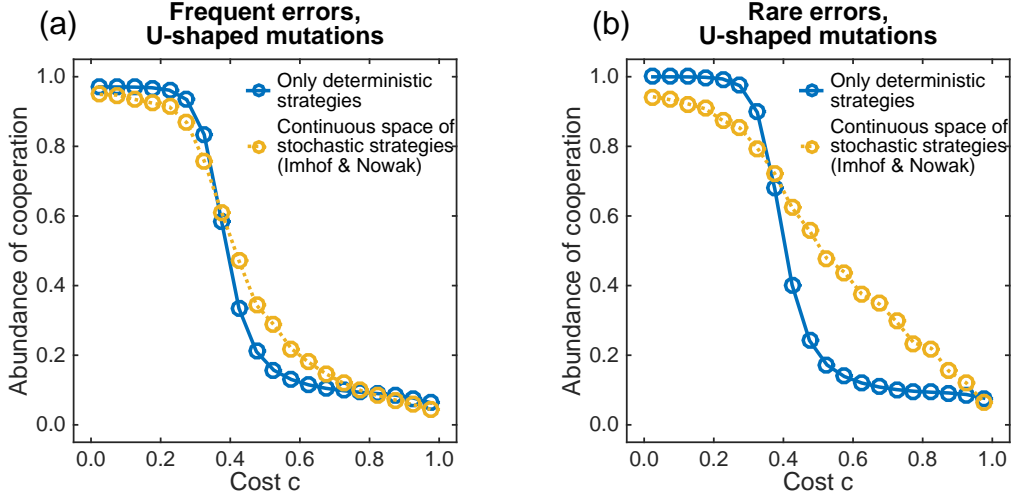 (a)
Frequent errors,
U-shaped mutations
Only deterministic
strategies
Continuous space of
stochastic strategies
(Imhof & Nowak)
Abundance of cooperation
1.0
0.8
0.6
0.4
0.2
0.0
0.0 0.2 0.4 0.6 0.8 1.0
Cost c
(b)
Rare errors,
U-shaped mutations
Only deterministic
strategies
Continuous space of
stochastic strategies
(Imhof & Nowak)
Abundance of cooperation
1.0
0.8
0.6
0.4
0.2
0.0
0.0 0.2 0.4 0.6 0.8 1.0
Cost c